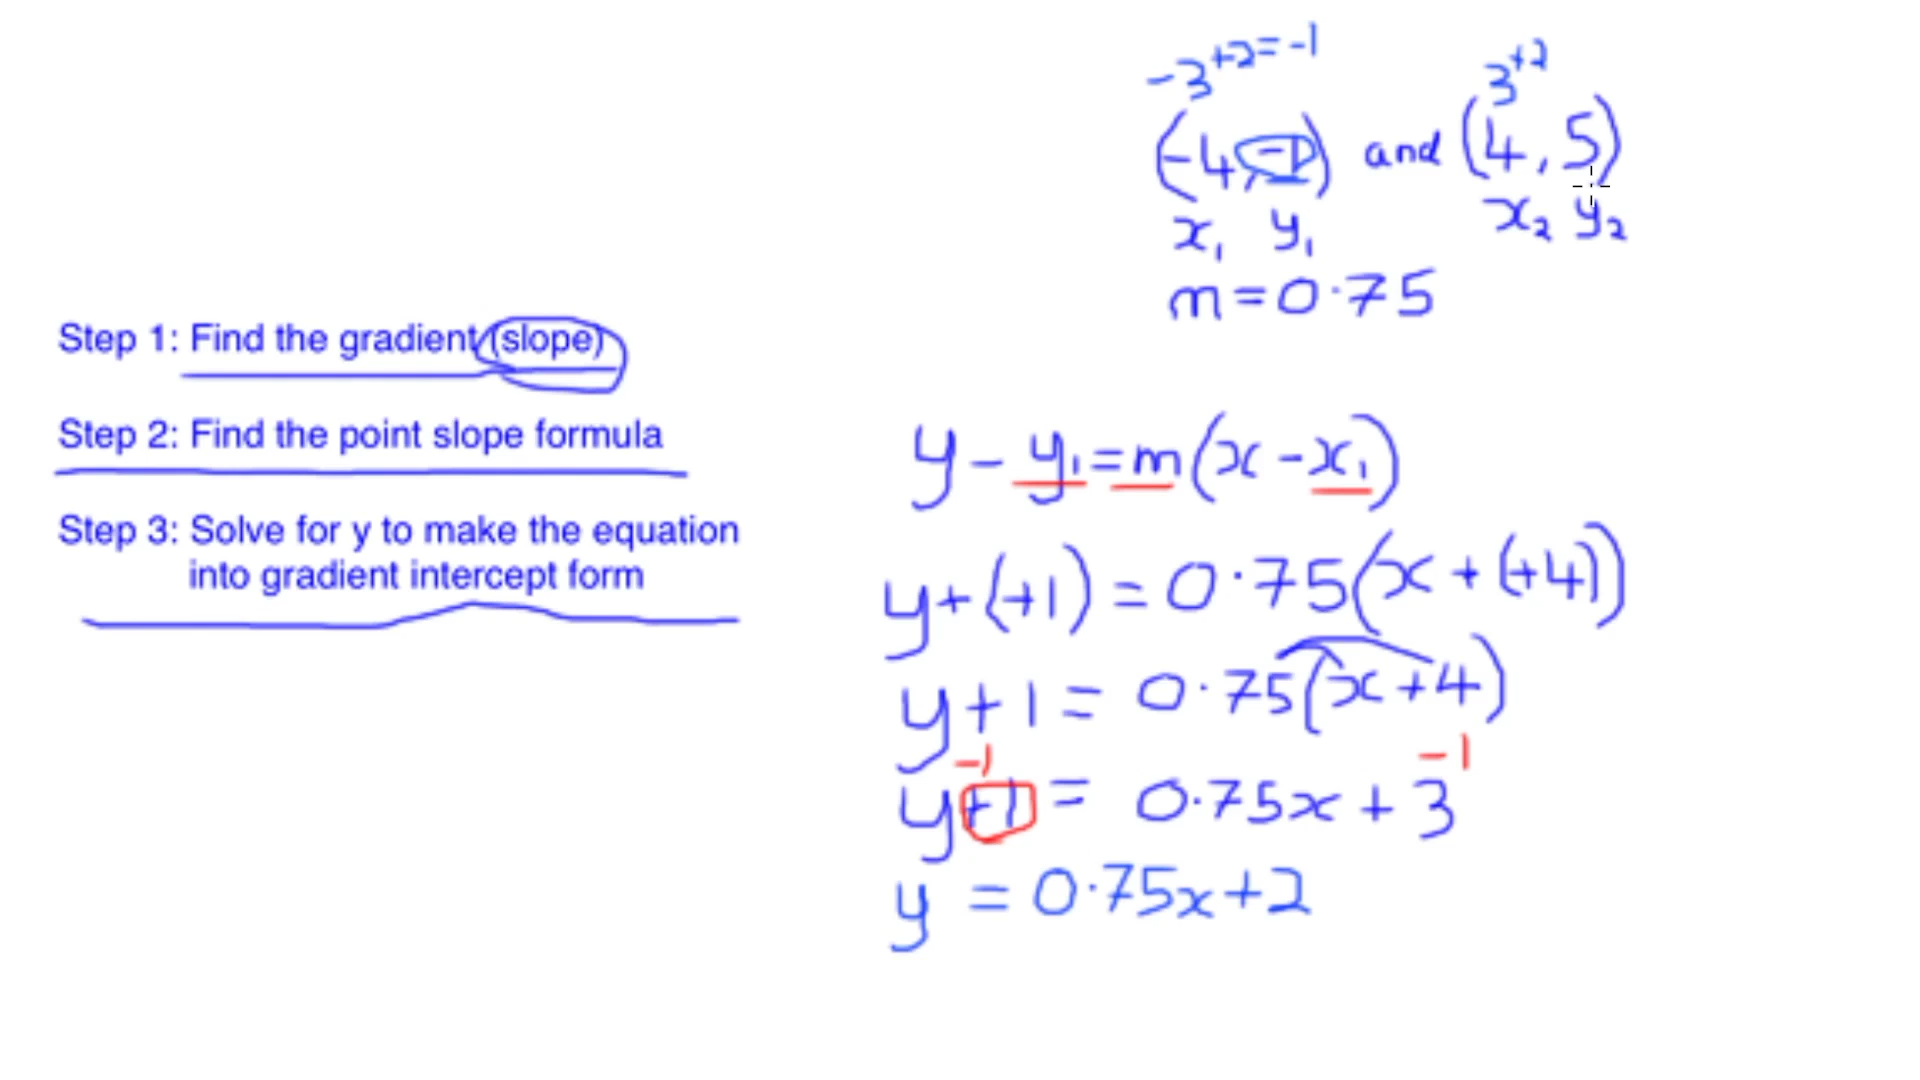 -3+2=-1
3+2
(-4,-1) and (4,5)
x₁ y₁ x₂ y₂
m=0.75
Step 1: Find the gradient (slope)
Step 2: Find the point slope formula
Step 3: Solve for y to make the equation
into gradient intercept form
y-y₁=m(x-x₁)
y+(+1)=0.75(x+(+4))
y+1=0.75(x+4)
-1 -1
y+1=0.75x+3
y=0.75x+2